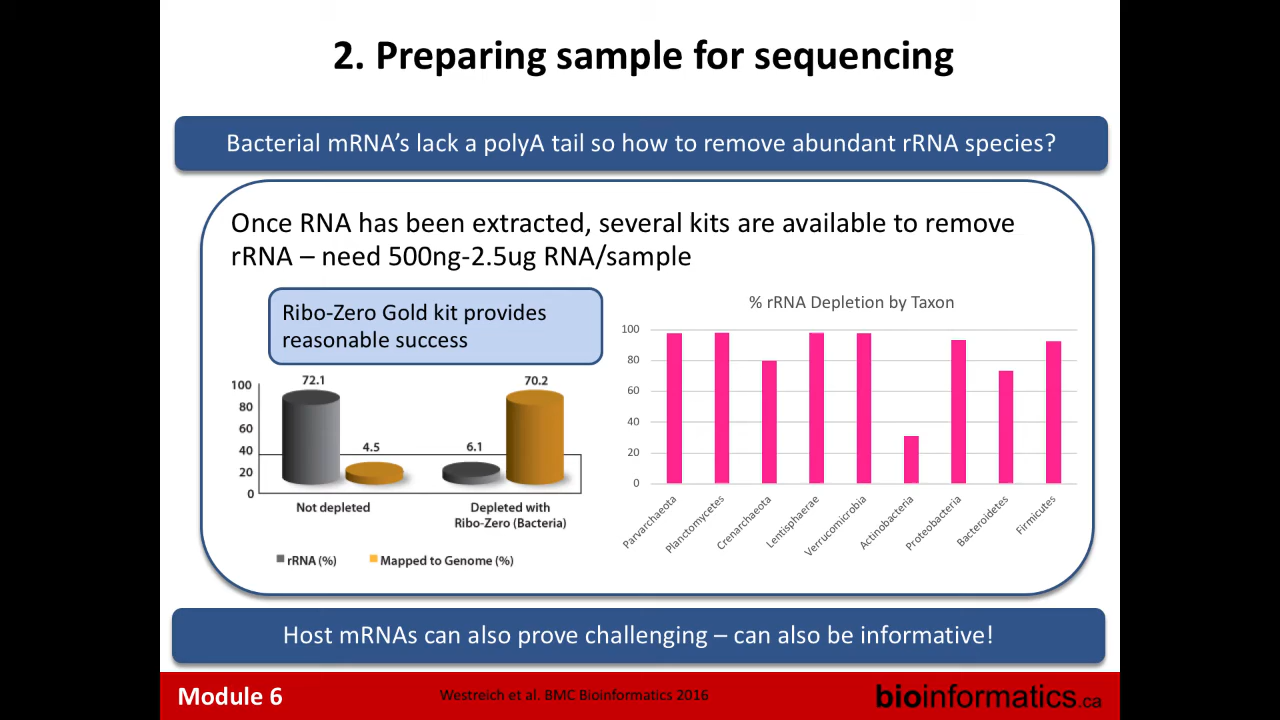 2. Preparing sample for sequencing
Bacterial mRNA's lack a polyA tail so how to remove abundant rRNA species?
Once RNA has been extracted, several kits are available to remove
rRNA – need 500ng-2.5ug RNA/sample
Ribo-Zero Gold kit provides
reasonable success
72.1
70.2
100
80
60
40
20
0
4.5
6.1
Not depleted
Depleted with
Ribo-Zero (Bacteria)
rRNA (%)
Mapped to Genome (%)
% rRNA Depletion by Taxon
100
80
60
40
20
0
Parvarchaeota
Planctomycetes
Crenarchaeota
Lentisphaerae
Verrucomicrobia
Actinobacteria
Proteobacteria
Bacteroidetes
Firmicutes
Host mRNAs can also prove challenging – can also be informative!
Module 6
Westreich et al. BMC Bioinformatics 2016
bioinformatics.ca